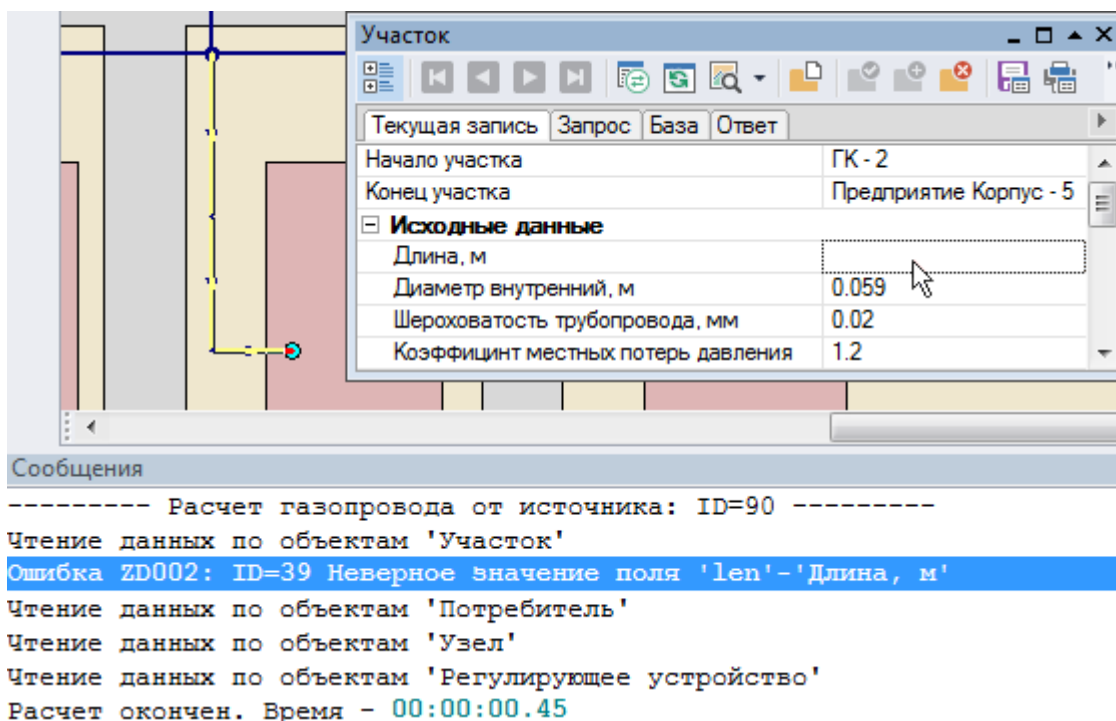 Участок
Текущая запись Запрос База Ответ
Начало участка ГК - 2
Конец участка Предприятие Корпус - 5
Исходные данные
Длина, м
Диаметр внутренний, м 0.059
Шероховатость трубопровода, мм 0.02
Коэффицинт местных потерь давления 1.2
Сообщения
--------- Расчет газопровода от источника: ID=90 ---------
Чтение данных по объектам 'Участок'
Ошибка ZD002: ID=39 Неверное значение поля 'len'-'Длина, м'
Чтение данных по объектам 'Потребитель'
Чтение данных по объектам 'Узел'
Чтение данных по объектам 'Регулирующее устройство'
Расчет окончен. Время - 00:00:00.45